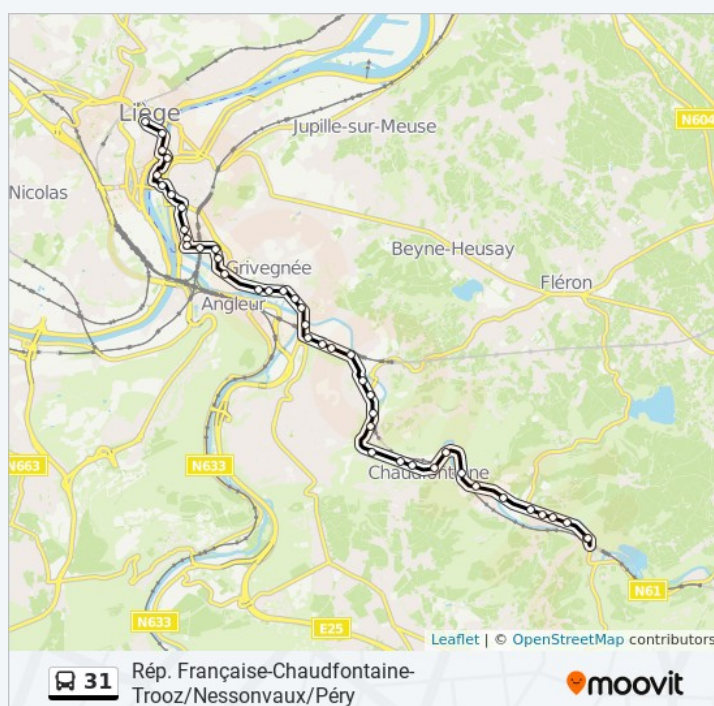 Liège
N604
Jupille-sur-Meuse
Nicolas
Beyne-Heusay
Grivegnée
Fléron
Angleur
N663
N633
Chaudfontaine
N61
N633
E25
Leaflet | © OpenStreetMap contributors
31
Rép. Française-Chaudfontaine-
Trooz/Nessonvaux/Péry
moovit